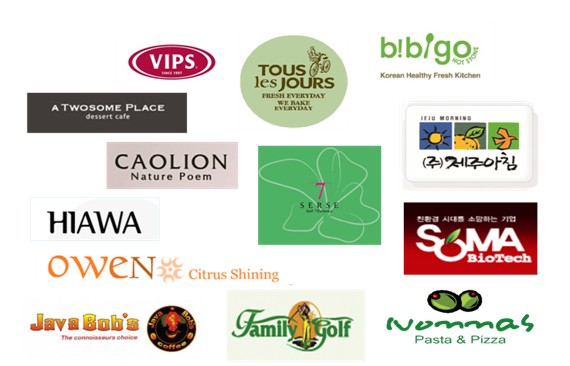 VIPS
SINCE 1997
TOUS
les JOURS
FRESH EVERYDAY
WE BAKE
EVERYDAY
b!bigo
HOT STONE
Korean Healthy Fresh Kitchen
A TWOSOME PLACE
dessert cafe
JEJU MORNING
(주)제주아침
CAOLION
Nature Poem
7
SERSE
HIAWA
친환경 시대를 소망하는 기업
SOMA
BioTech
OWEN Citrus Shining
Java Bob's
The connoisseurs choice
Java Bob's
coffee
Family Golf
Nommas
Pasta & Pizza